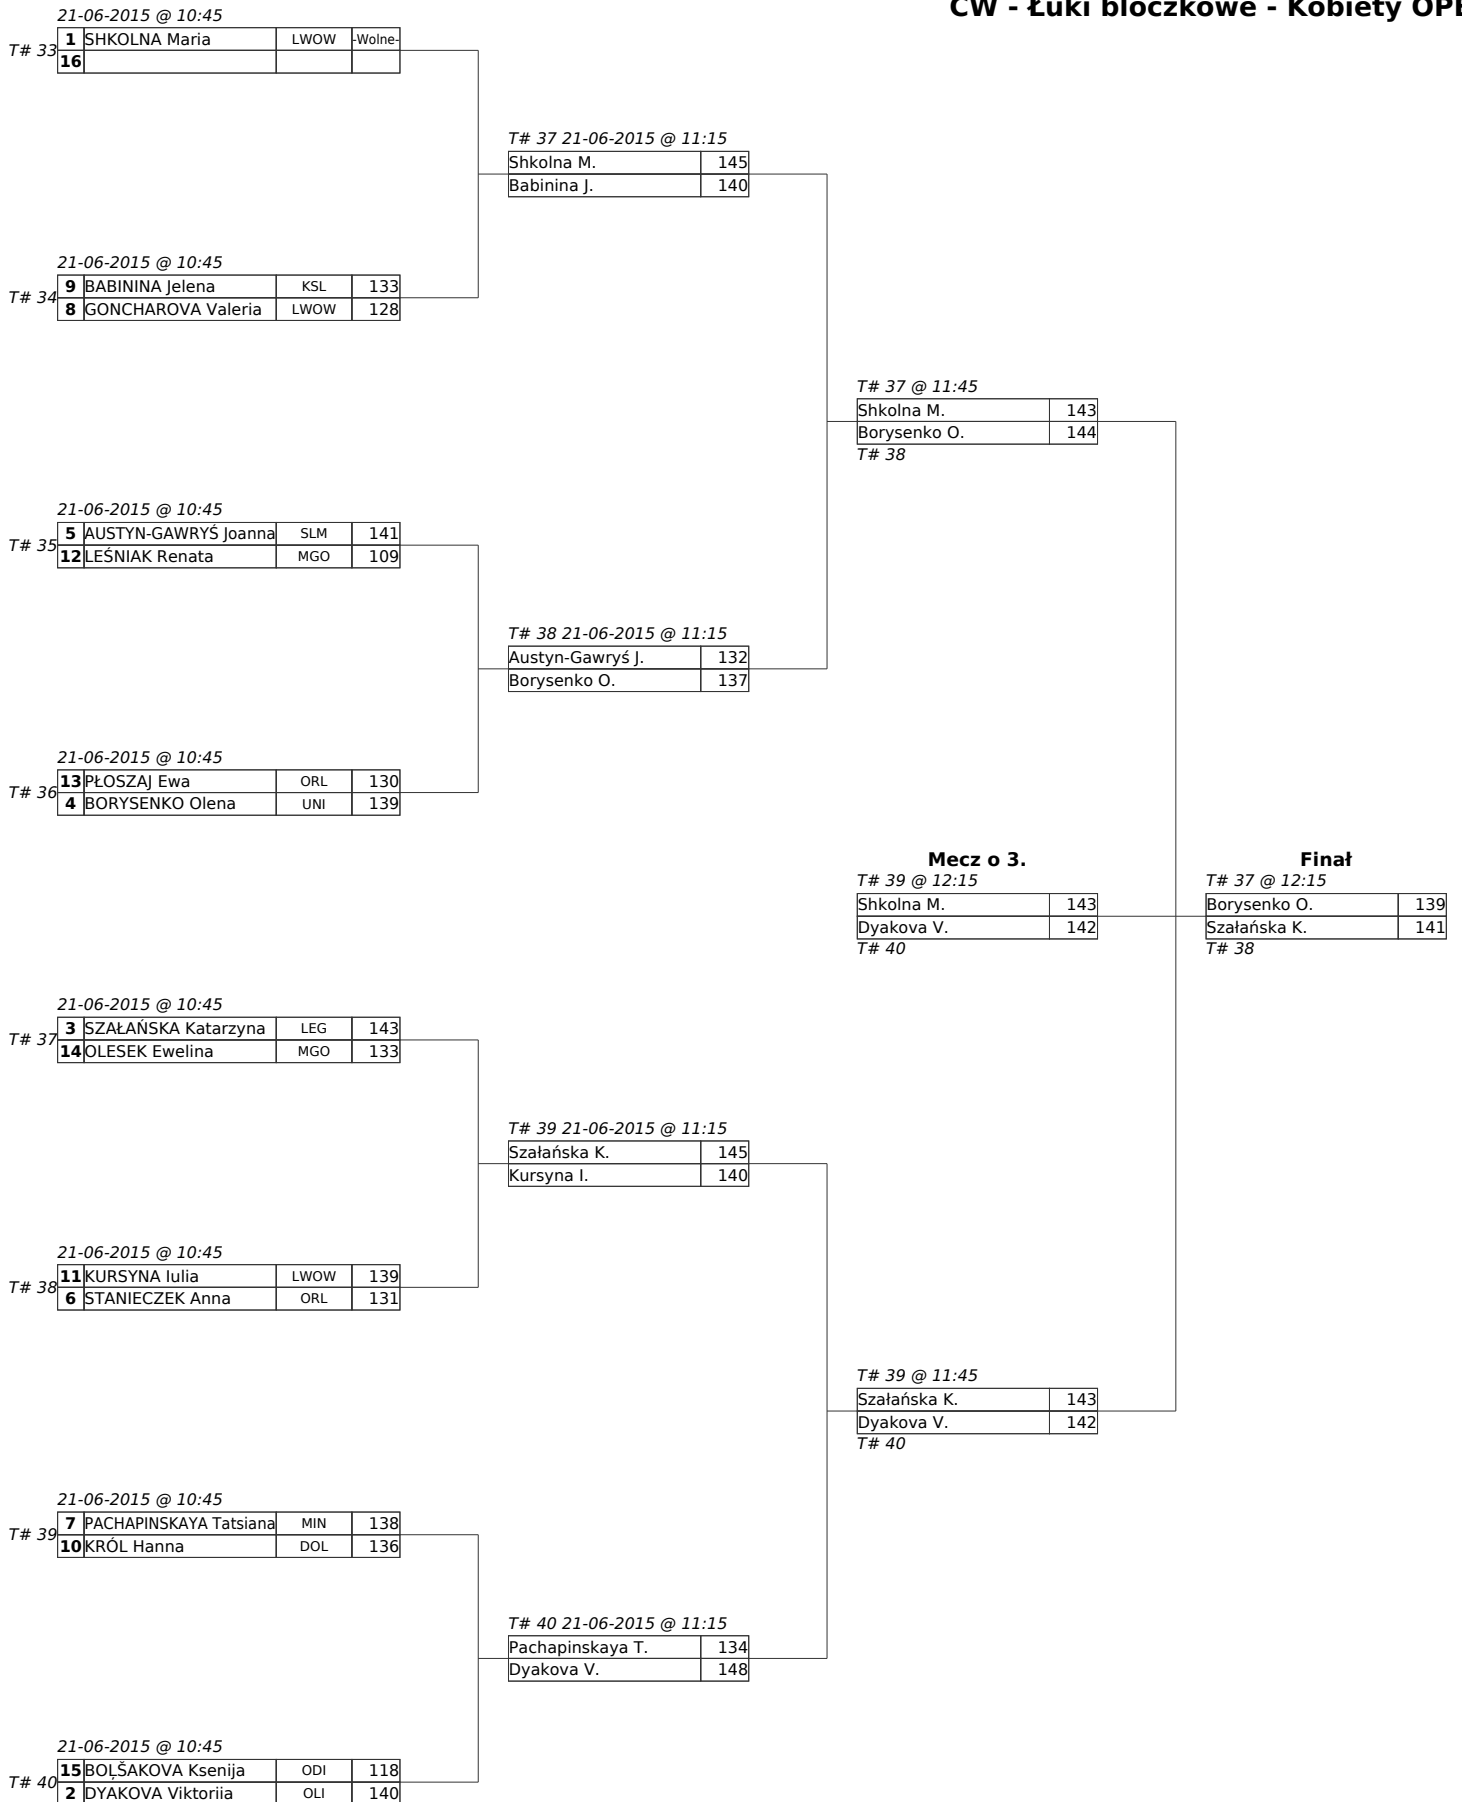 CW - Łuki bloczkowe - Kobiety
21-06-2015 @ 10:45
T# 33
1 SHKOLNA Maria LWOW -Wolne-
16
T# 37 21-06-2015 @ 11:15
Shkolna M. 145
Babinina J. 140
21-06-2015 @ 10:45
T# 34
9 BABININA Jelena KSL 133
8 GONCHAROVA Valeria LWOW 128
T# 37 @ 11:45
Shkolna M. 143
Borysenko O. 144
T# 38
21-06-2015 @ 10:45
T# 35
5 AUSTYN-GAWRYŚ Joanna SLM 141
12 LEŚNIAK Renata MGO 109
T# 38 21-06-2015 @ 11:15
Austyn-Gawryś J. 132
Borysenko O. 137
21-06-2015 @ 10:45
T# 36
13 PŁOSZAJ Ewa ORL 130
4 BORYSENKO Olena UNI 139
Mecz o 3.
T# 39 @ 12:15
Shkolna M. 143
Dyakova V. 142
T# 40
Finał
T# 37 @ 12:15
Borysenko O. 139
Szałańska K. 141
T# 38
21-06-2015 @ 10:45
T# 37
3 SZAŁAŃSKA Katarzyna LEG 143
14 OLESEK Ewelina MGO 133
T# 39 21-06-2015 @ 11:15
Szałańska K. 145
Kursyna I. 140
21-06-2015 @ 10:45
T# 38
11 KURSYNA Iulia LWOW 139
6 STANIECZEK Anna ORL 131
T# 39 @ 11:45
Szałańska K. 143
Dyakova V. 142
T# 40
21-06-2015 @ 10:45
T# 39
7 PACHAPINSKAYA Tatsiana MIN 138
10 KRÓL Hanna DOL 136
T# 40 21-06-2015 @ 11:15
Pachapinskaya T. 134
Dyakova V. 148
21-06-2015 @ 10:45
T# 40
15 BOĻŠAKOVA Ksenija ODI 118
2 DYAKOVA Viktoriia OLI 140